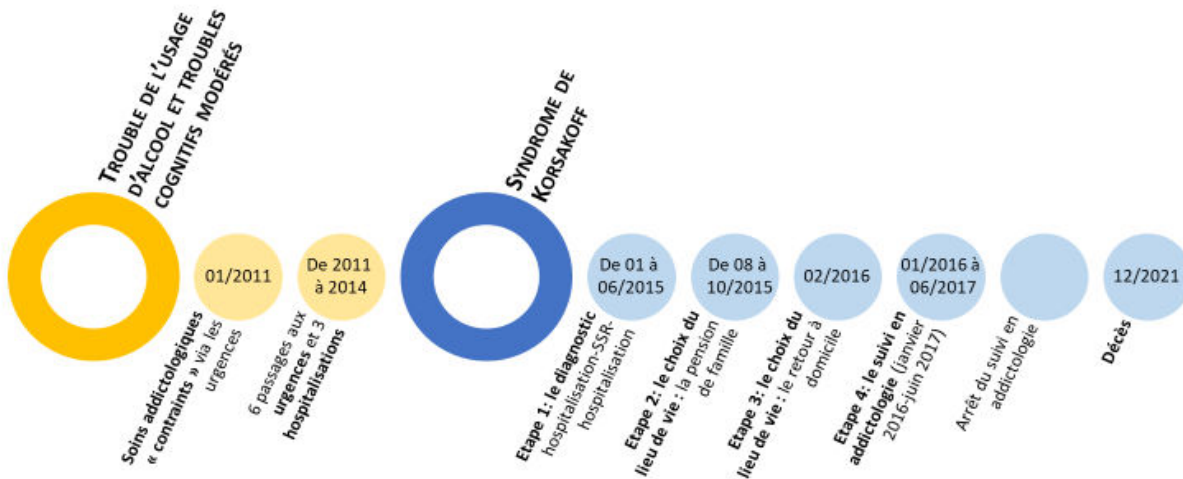 TROUBLE DE L'USAGE
D'ALCOOL ET TROUBLES
COGNITIFS MODÉRÉS
01/2011
Soins addictologiques
« contraints » via les
urgences
De 2011
à 2014
6 passages aux
urgences et 3
hospitalisations
SYNDROME DE
KORSAKOFF
De 01 à
06/2015
Etape 1: le diagnostic
hospitalisation-SSR-
hospitalisation
De 08 à
10/2015
Etape 2: le choix du
lieu de vie : la pension
de famille
02/2016
Etape 3: le choix du
lieu de vie : le retour à
domicile
01/2016 à
06/2017
Etape 4: le suivi en
addictologie (janvier
2016-juin 2017)
Arrêt du suivi en
addictologie
12/2021
Décès